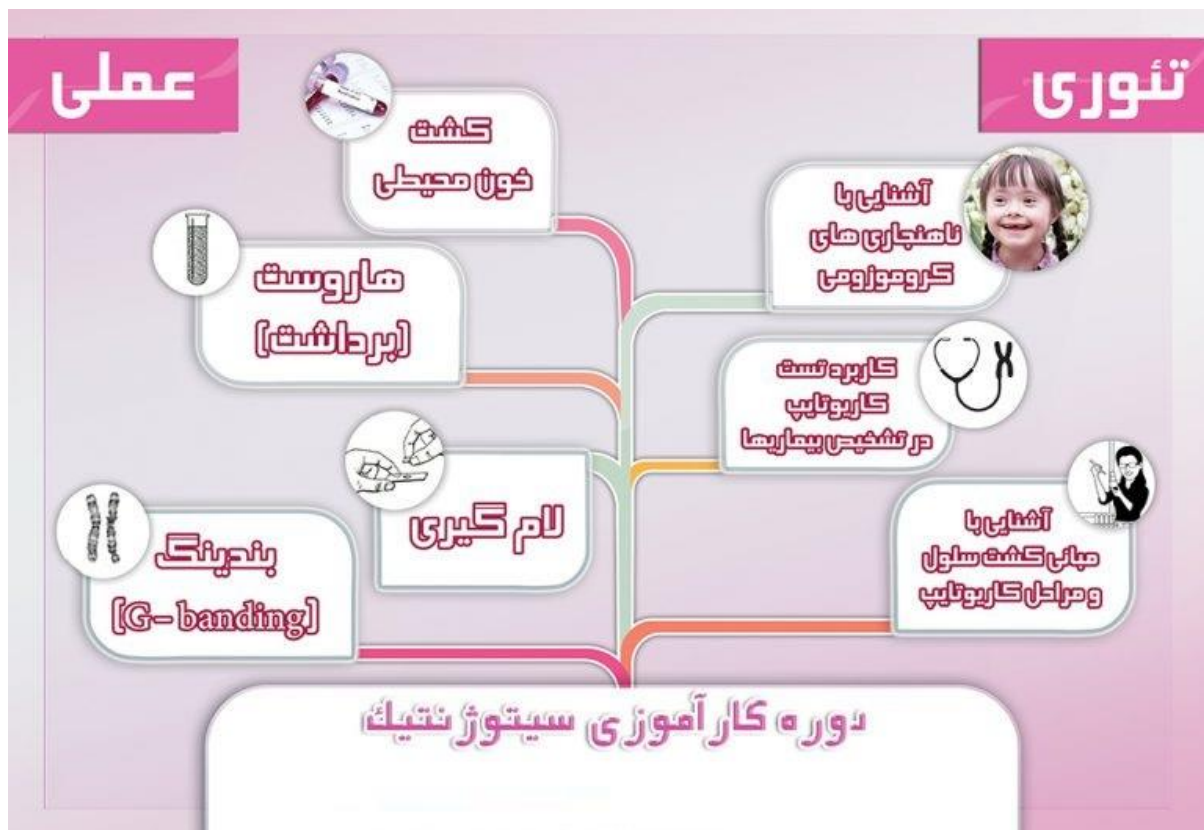 تئوری
آشنایی با
ناهنجاری های
کروموزومی
کاربرد تست
کاریوتایپ
در تشخیص بیماریها
آشنایی با
مبانی کشت سلول
و مراحل کاریوتایپ
عملی
کشت
خون محیطی
هاروست
(برداشت)
لام گیری
بندینگ
(G-banding)
دوره کارآموزی سیتوژنتیک